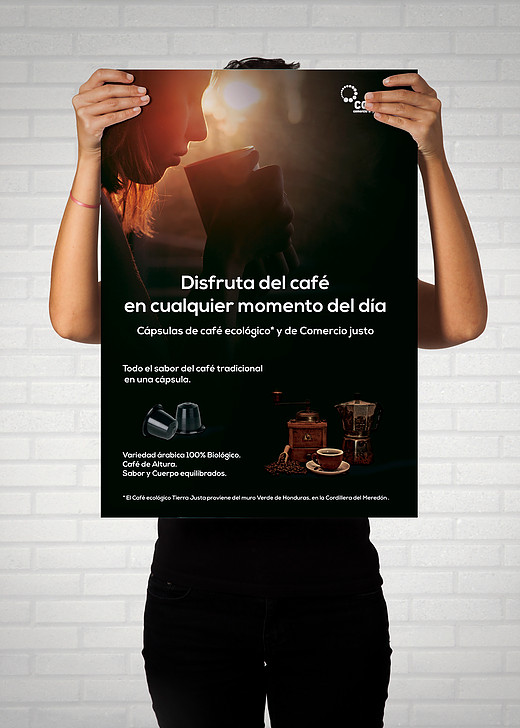 Disfruta del café
en cualquier momento del día
Cápsulas de café ecológico* y de Comercio justo
Todo el sabor del café tradicional
en una cápsula.
Variedad árabica 100% Biológico.
Café de Altura.
Sabor y Cuerpo equilibrados.
* El Café ecológico Tierra Justa proviene del muro Verde de Honduras, en la Cordillera del Meredón.